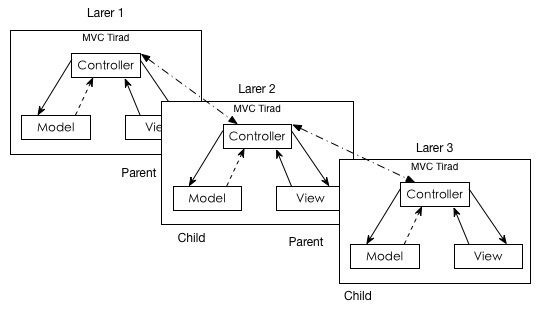 Larer 1
MVC Tirad
Controller
Model
Vie
Parent
Larer 2
MVC Tirad
Controller
Model
View
Child
Parent
Larer 3
MVC Tirad
Controller
Model
View
Child